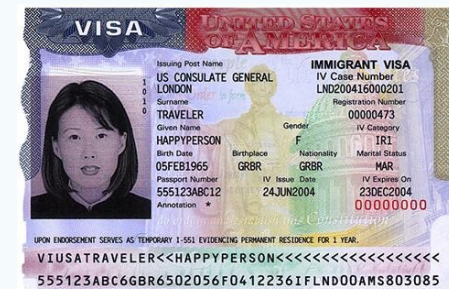 VISA
UNITED STATES
OF AMERICA
Issuing Post Name
IMMIGRANT VISA
US CONSULATE GENERAL
IV Case Number
LONDON
LND200416000201
Surname
Registration Number
TRAVELER
00000473
Given Name
Gender
IV Category
HAPPYPERSON
F
IR1
Birth Date
Birthplace
Nationality
Marital Status
05FEB1965
GRBR
GRBR
MAR
Passport Number
IV Issue Date
IV Expires On
555123ABC12
24JUN2004
23DEC2004
Annotation *
00000000
Constitution
UPON ENDORSEMENT SERVES AS TEMPORARY I-551 EVIDENCING PERMANENT RESIDENCE FOR 1 YEAR.
VIUSATRAVELER<<HAPPYPERSON<<<<<<<<<<<<<<<<<<
555123ABC6GBR6502056F0412236IFLND00AMS803085
1010